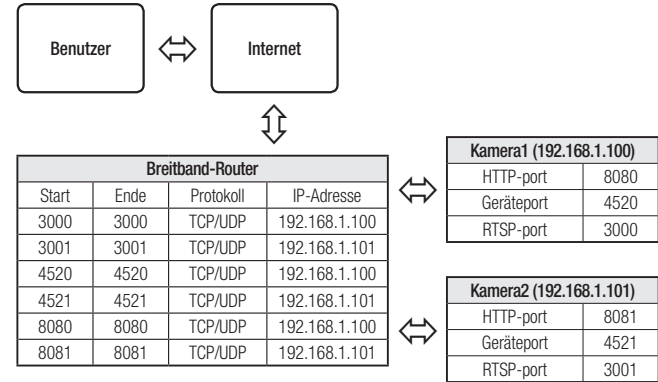 Benutzer
Internet
Breitband-Router
Start Ende Protokoll IP-Adresse
3000 3000 TCP/UDP 192.168.1.100
3001 3001 TCP/UDP 192.168.1.101
4520 4520 TCP/UDP 192.168.1.100
4521 4521 TCP/UDP 192.168.1.101
8080 8080 TCP/UDP 192.168.1.100
8081 8081 TCP/UDP 192.168.1.101
Kamera1 (192.168.1.100)
HTTP-port 8080
Geräteport 4520
RTSP-port 3000
Kamera2 (192.168.1.101)
HTTP-port 8081
Geräteport 4521
RTSP-port 3001